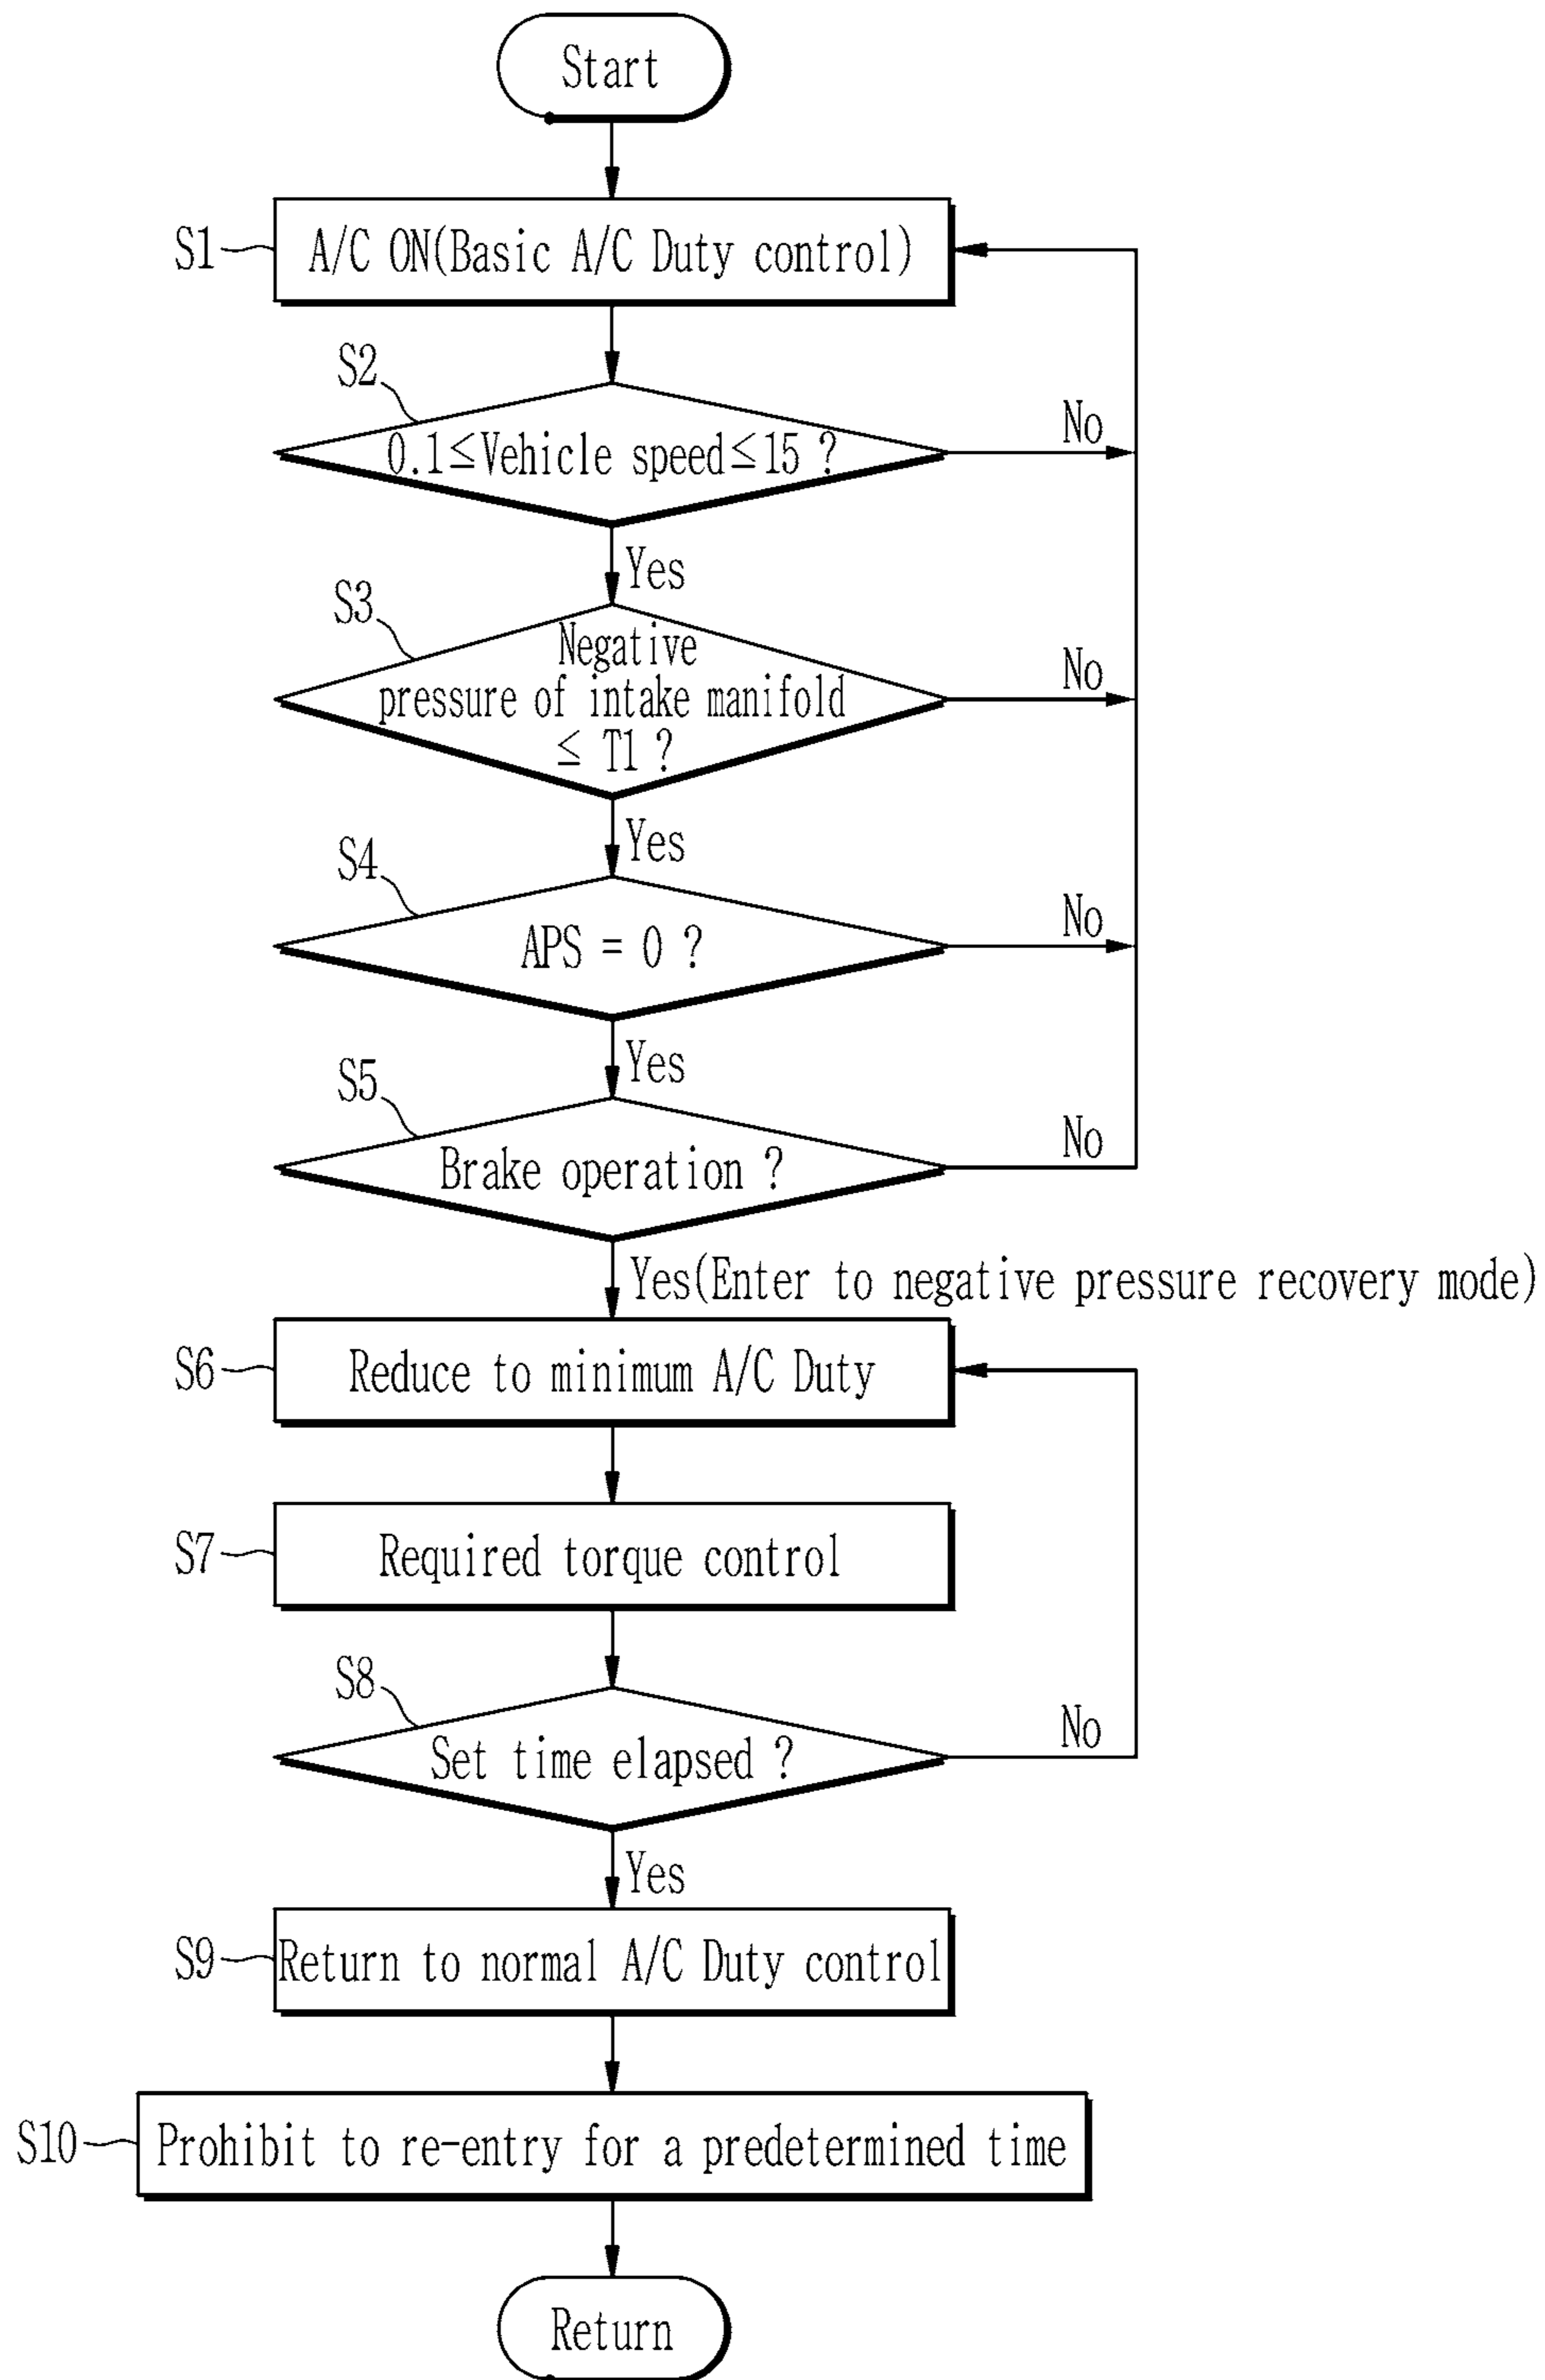 Start
S1
A/C ON(Basic A/C Duty control)
S2
0.1≤Vehicle speed≤15 ?
No
Yes
S3
Negative
pressure of intake manifold
≤ T1 ?
No
Yes
S4
APS = 0 ?
No
Yes
S5
Brake operation ?
No
Yes(Enter to negative pressure recovery mode)
S6
Reduce to minimum A/C Duty
S7
Required torque control
S8
Set time elapsed ?
No
Yes
S9
Return to normal A/C Duty control
S10
Prohibit to re-entry for a predetermined time
Return